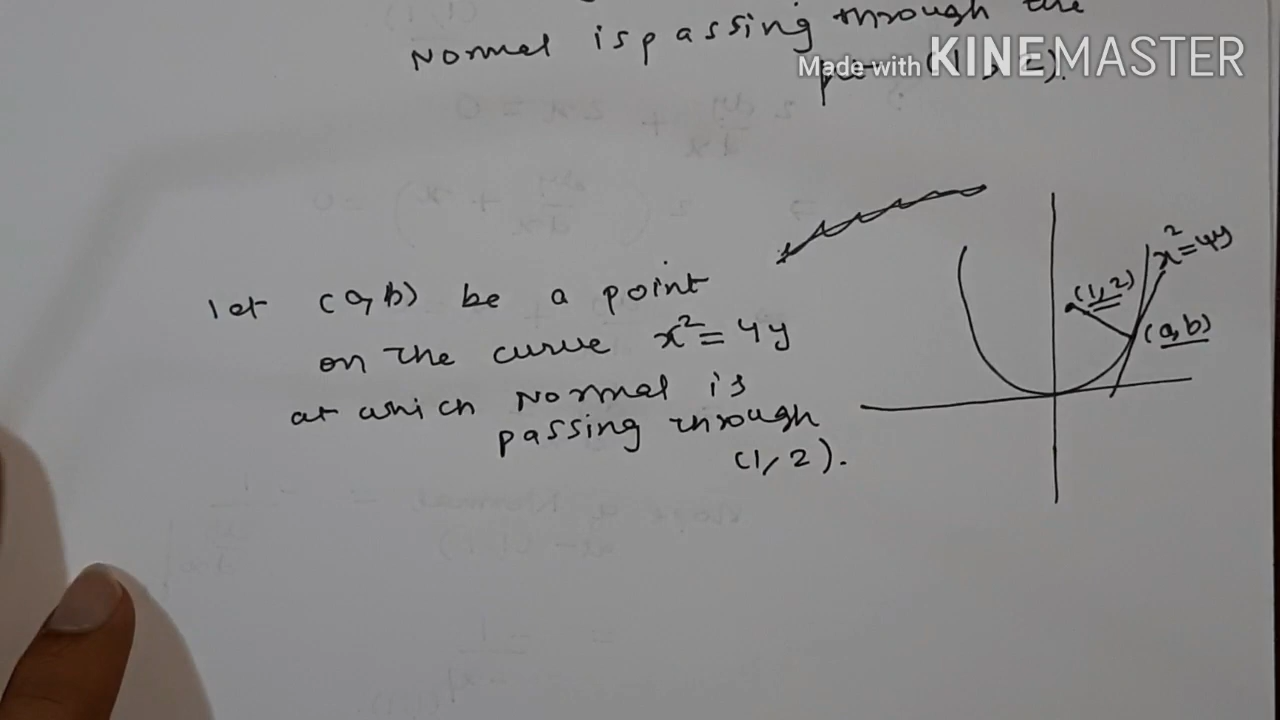 Normal is passing through the
Made with KINEMASTER
let (a,b) be a point
on the curve x²=4y
at which Normal is
passing through
(1,2).
x²=4y
(1,2)
(a,b)